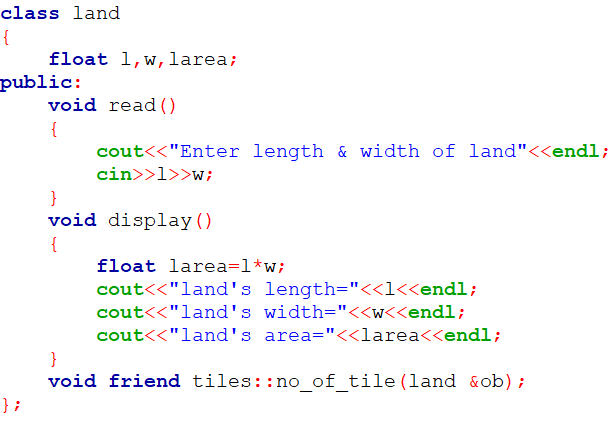 class land
{
    float l,w,larea;
public:
    void read()
    {
        cout<<"Enter length & width of land"<<endl;
        cin>>l>>w;
    }
    void display()
    {
        float larea=l*w;
        cout<<"land's length="<<l<<endl;
        cout<<"land's width="<<w<<endl;
        cout<<"land's area="<<larea<<endl;
    }
    void friend tiles::no_of_tile(land &ob);
};